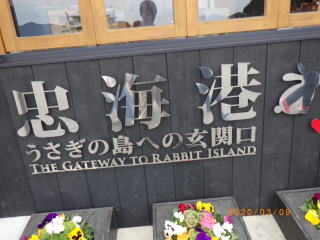 忠海港
うさぎの島への玄関口
THE GATEWAY TO RABBIT ISLAND
2020/03/09